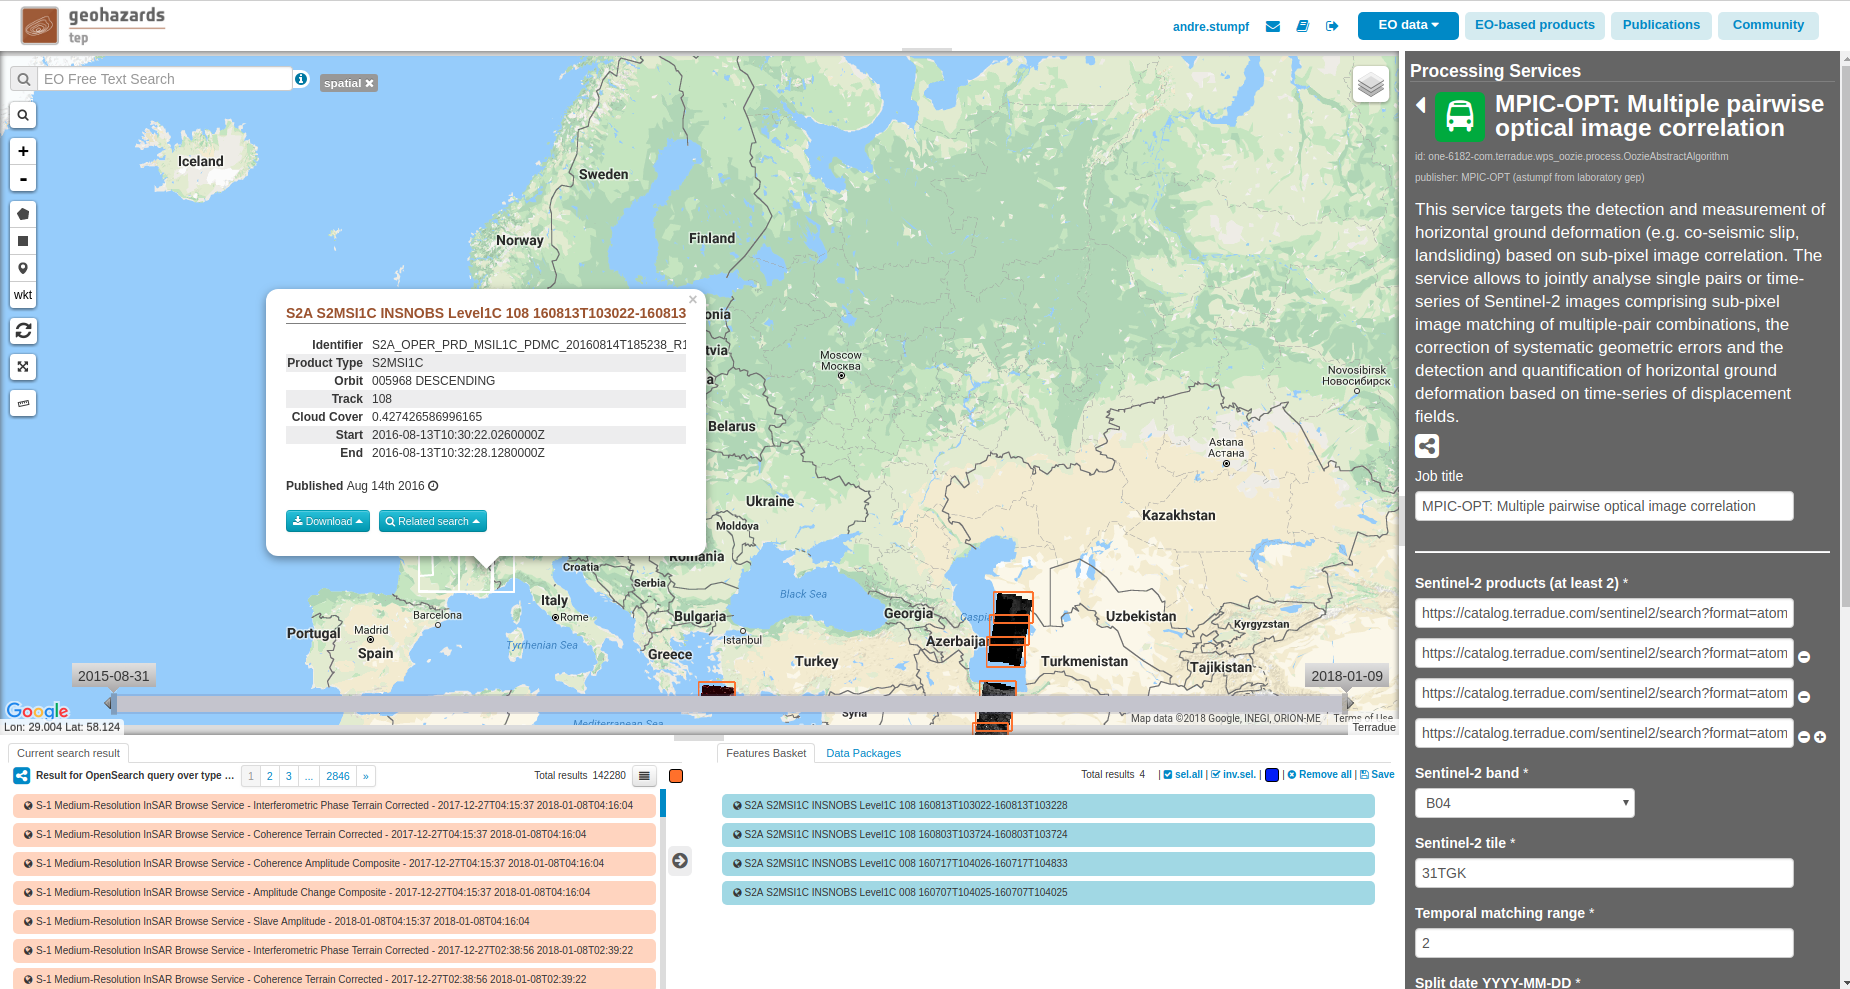 geohazards
tep
andre.stumpf
EO data
EO-based products
Publications
Community
EO Free Text Search
spatial ✖
+
-
wkt
Iceland
Sweden
Norway
Finland
onia
tvia
a
Moscow
Москва
Novosibirsk
Новосибирск
Belarus
Astana
Астана
Ukraine
Kazakhstan
Moldova
Romania
Croatia
Serbia
Black Sea
Italy
Rome
Bulgaria
Georgia
Caspian
Uzbekistan
Barcelona
Istanbul
Azerbaijan
Kyrgyzstan
Portugal
Madrid
Spain
Tyrrhenian Sea
Greece
Turkey
Turkmenistan
Tajikistan
Syria
Mediterranean Sea
×
S2A S2MSI1C INSNOBS Level1C 108 160813T103022-160813
Identifier S2A_OPER_PRD_MSIL1C_PDMC_20160814T185238_R1
Product Type S2MSI1C
Orbit 005968 DESCENDING
Track 108
Cloud Cover 0.427426586996165
Start 2016-08-13T10:30:22.0260000Z
End 2016-08-13T10:32:28.1280000Z
Published Aug 14th 2016
Download
Related search
2015-08-31
2018-01-09
Google
Map data ©2018 Google, INEGI, ORION-ME
Terms of Use
Lon: 29.004 Lat: 58.124
Terradue
Current search result
Result for OpenSearch query over type ...
1 2 3 ... 2846 »
Total results 142280
S-1 Medium-Resolution InSAR Browse Service - Interferometric Phase Terrain Corrected - 2017-12-27T04:15:37 2018-01-08T04:16:04
S-1 Medium-Resolution InSAR Browse Service - Coherence Terrain Corrected - 2017-12-27T04:15:37 2018-01-08T04:16:04
S-1 Medium-Resolution InSAR Browse Service - Coherence Amplitude Composite - 2017-12-27T04:15:37 2018-01-08T04:16:04
S-1 Medium-Resolution InSAR Browse Service - Amplitude Change Composite - 2017-12-27T04:15:37 2018-01-08T04:16:04
S-1 Medium-Resolution InSAR Browse Service - Slave Amplitude - 2018-01-08T04:15:37 2018-01-08T04:16:04
S-1 Medium-Resolution InSAR Browse Service - Interferometric Phase Terrain Corrected - 2017-12-27T02:38:56 2018-01-08T02:39:22
S-1 Medium-Resolution InSAR Browse Service - Coherence Terrain Corrected - 2017-12-27T02:38:56 2018-01-08T02:39:22
Features Basket
Data Packages
Total results 4 | sel.all | inv.sel. | | Remove all | Save
S2A S2MSI1C INSNOBS Level1C 108 160813T103022-160813T103228
S2A S2MSI1C INSNOBS Level1C 108 160803T103724-160803T103724
S2A S2MSI1C INSNOBS Level1C 008 160717T104026-160717T104833
S2A S2MSI1C INSNOBS Level1C 008 160707T104025-160707T104025
Processing Services
MPIC-OPT: Multiple pairwise
optical image correlation
id: one-6182-com.terradue.wps_oozie.process.OozieAbstractAlgorithm
publisher: MPIC-OPT (astumpf from laboratory gep)
This service targets the detection and measurement of
horizontal ground deformation (e.g. co-seismic slip,
landsliding) based on sub-pixel image correlation. The
service allows to jointly analyse single pairs or time-
series of Sentinel-2 images comprising sub-pixel
image matching of multiple-pair combinations, the
correction of systematic geometric errors and the
detection and quantification of horizontal ground
deformation based on time-series of displacement
fields.
Job title
MPIC-OPT: Multiple pairwise optical image correlation
Sentinel-2 products (at least 2) *
https://catalog.terradue.com/sentinel2/search?format=atom
https://catalog.terradue.com/sentinel2/search?format=atom
https://catalog.terradue.com/sentinel2/search?format=atom
https://catalog.terradue.com/sentinel2/search?format=atom
Sentinel-2 band *
B04
Sentinel-2 tile *
31TGK
Temporal matching range *
2
Split date YYYY-MM-DD *